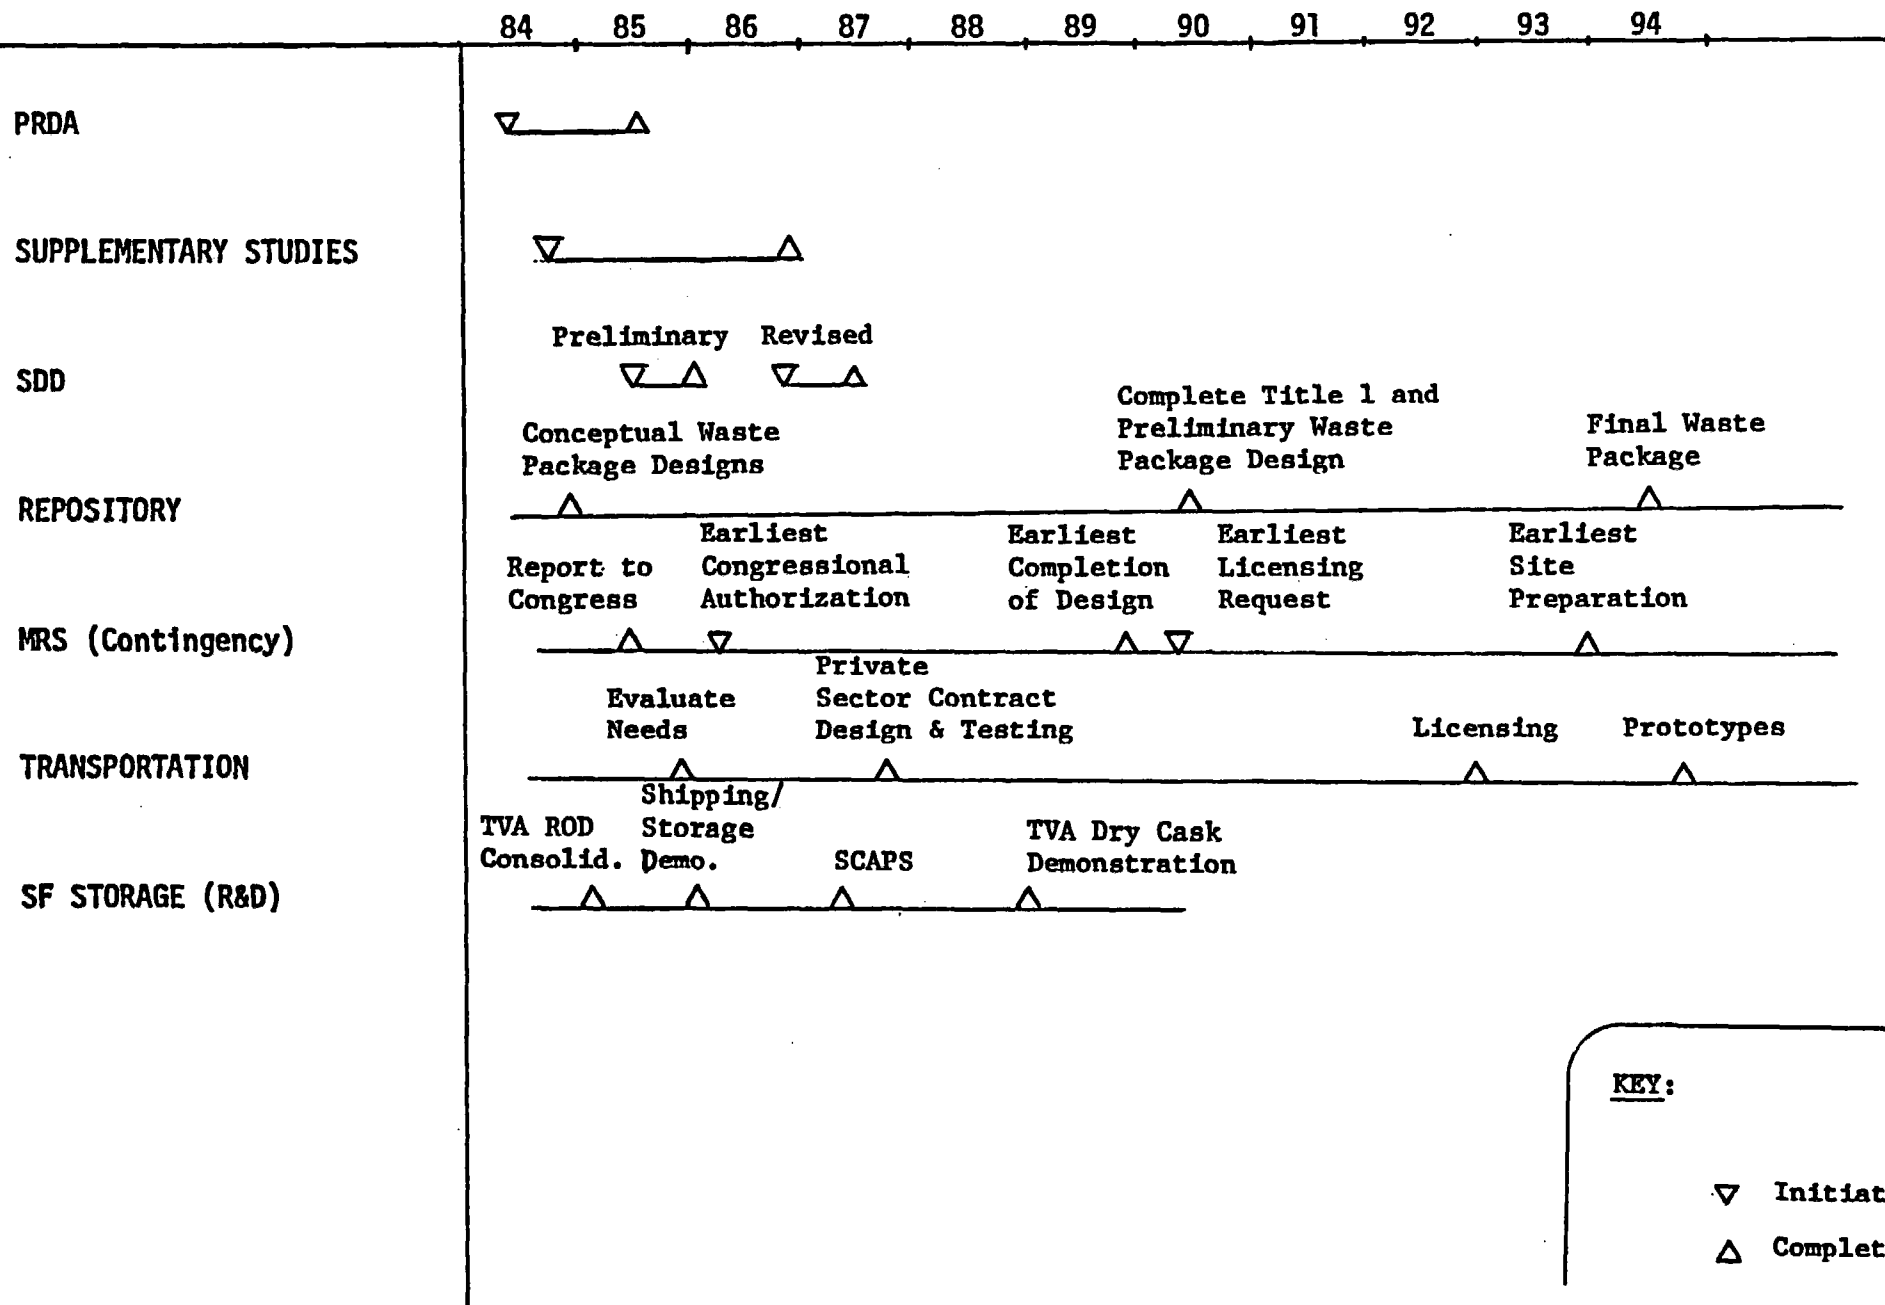 84 85 86 87 88 89 90 91 92 93 94
PRDA
SUPPLEMENTARY STUDIES
Preliminary Revised
SDD
Complete Title 1 and
Preliminary Waste
Package Design
Final Waste
Package
Conceptual Waste
Package Designs
REPOSITORY
Report to
Congress
Earliest
Congressional
Authorization
Earliest
Completion
of Design
Earliest
Licensing
Request
Earliest
Site
Preparation
MRS (Contingency)
Evaluate
Needs
Private
Sector Contract
Design & Testing
Licensing
Prototypes
TRANSPORTATION
TVA ROD
Consolid.
Shipping/
Storage
Demo.
SCAPS
TVA Dry Cask
Demonstration
SF STORAGE (R&D)
KEY:
▽ Initiat
△ Complet